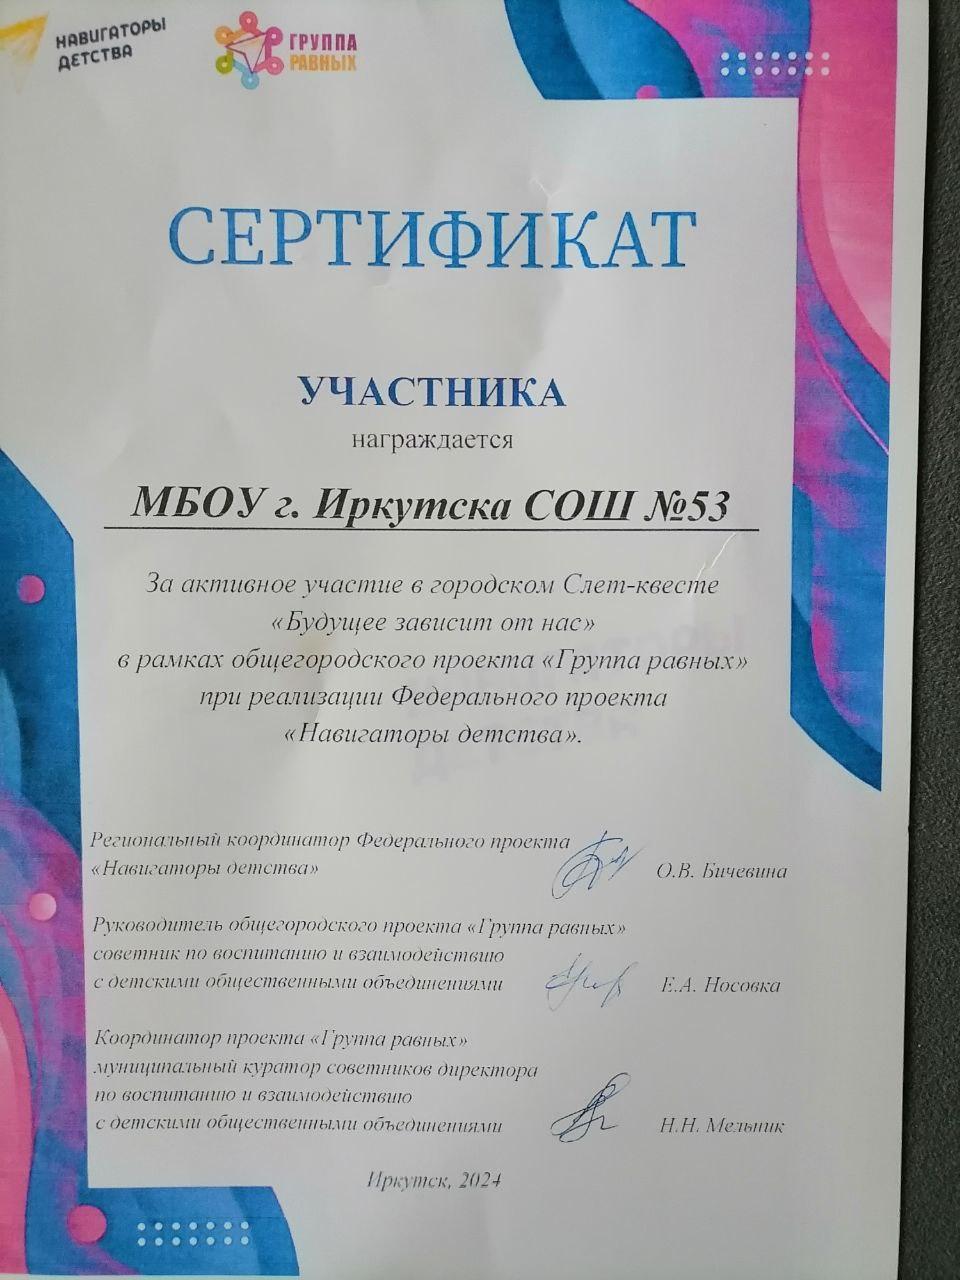 НАВИГАТОРЫ
ДЕТСТВА
ГРУППА
РАВНЫХ
СЕРТИФИКАТ
УЧАСТНИКА
награждается
МБОУ г. Иркутска СОШ №53
За активное участие в городском Слет-квесте
«Будущее зависит от нас»
в рамках общегородского проекта «Группа равных»
при реализации Федерального проекта
«Навигаторы детства».
Региональный координатор Федерального проекта
«Навигаторы детства»
О.В. Бичевина
Руководитель общегородского проекта «Группа равных»
советник по воспитанию и взаимодействию
с детскими общественными объединениями
Е.А. Носовка
Координатор проекта «Группа равных»
муниципальный куратор советников директора
по воспитанию и взаимодействию
с детскими общественными объединениями
Н.Н. Мельник
Иркутск, 2024